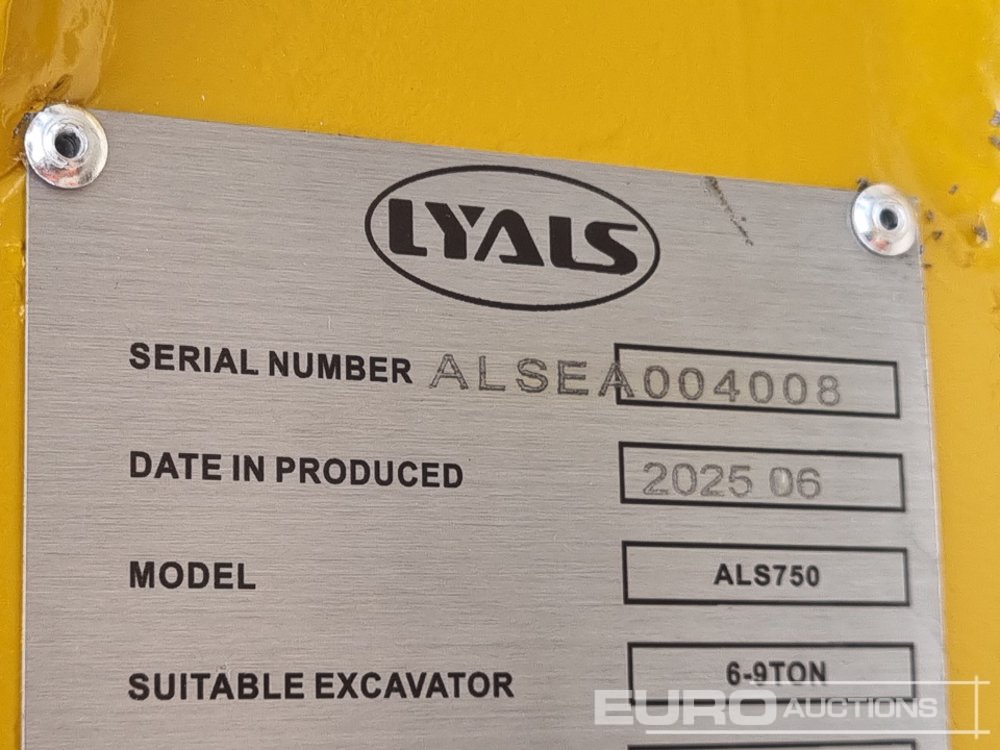 LYALS
SERIAL NUMBER ALSEA004008
DATE IN PRODUCED 2025 06
MODEL ALS750
SUITABLE EXCAVATOR 6-9TON
EURO AUCTIONS